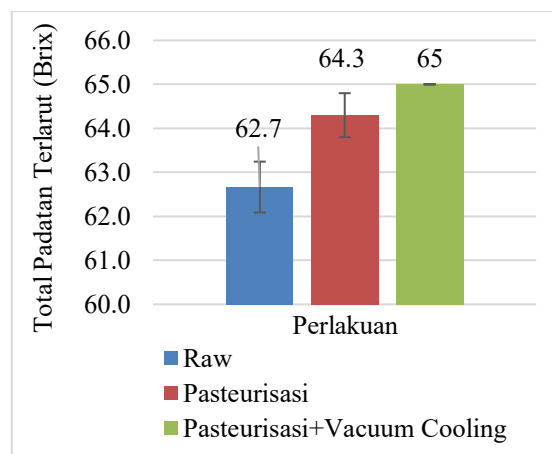 Total Padatan Terlarut (Brix)
66.0
65.0
64.0
63.0
62.0
61.0
60.0
62.7
64.3
65
Perlakuan
Raw
Pasteurisasi
Pasteurisasi+Vacuum Cooling